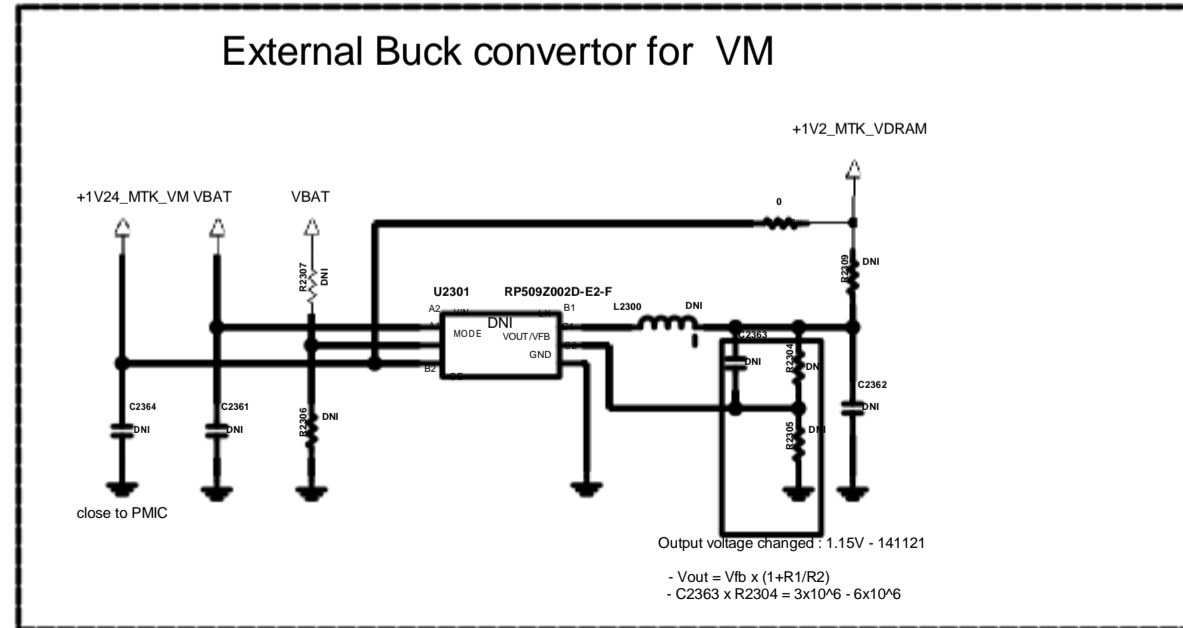 External Buck convertor for VM
+1V2_MTK_VDRAM
+1V24_MTK_VM VBAT
VBAT
0
R2307
DNI
R2309
DNI
U2301
RP509Z002D-E2-F
L2300
DNI
A2
VIN
B1
DNI
MODE
VOUT/VFB
GND
B2
C2363
DNI
R2304
DNI
C2362
DNI
C2364
DNI
C2361
DNI
R2306
DNI
R2305
DNI
close to PMIC
Output voltage changed : 1.15V - 141121
- Vout = Vfb x (1+R1/R2)
- C2363 x R2304 = 3x10^6 - 6x10^6